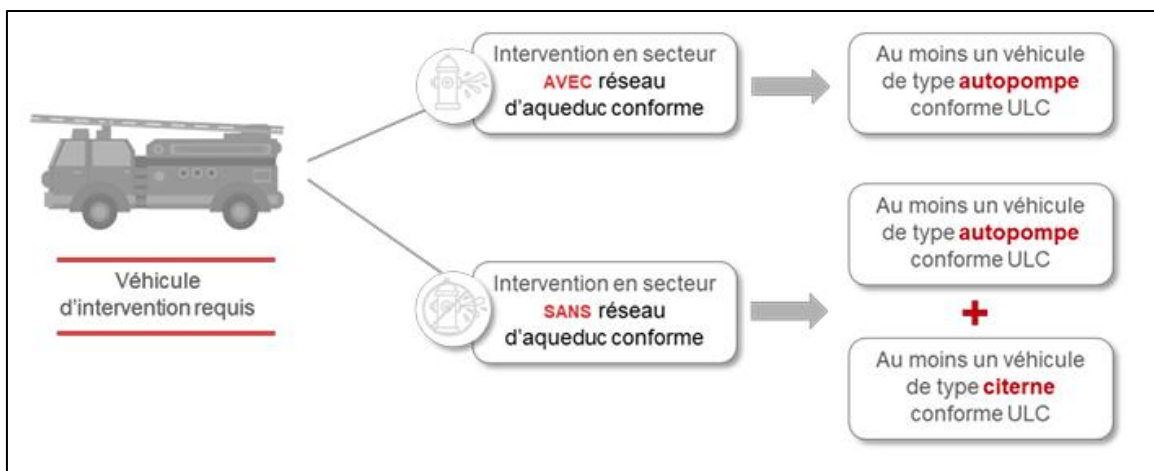 Véhicule
d'intervention requis
Intervention en secteur
AVEC réseau
d'aqueduc conforme
Au moins un véhicule
de type autopompe
conforme ULC
Intervention en secteur
SANS réseau
d'aqueduc conforme
Au moins un véhicule
de type autopompe
conforme ULC
+
Au moins un véhicule
de type citerne
conforme ULC